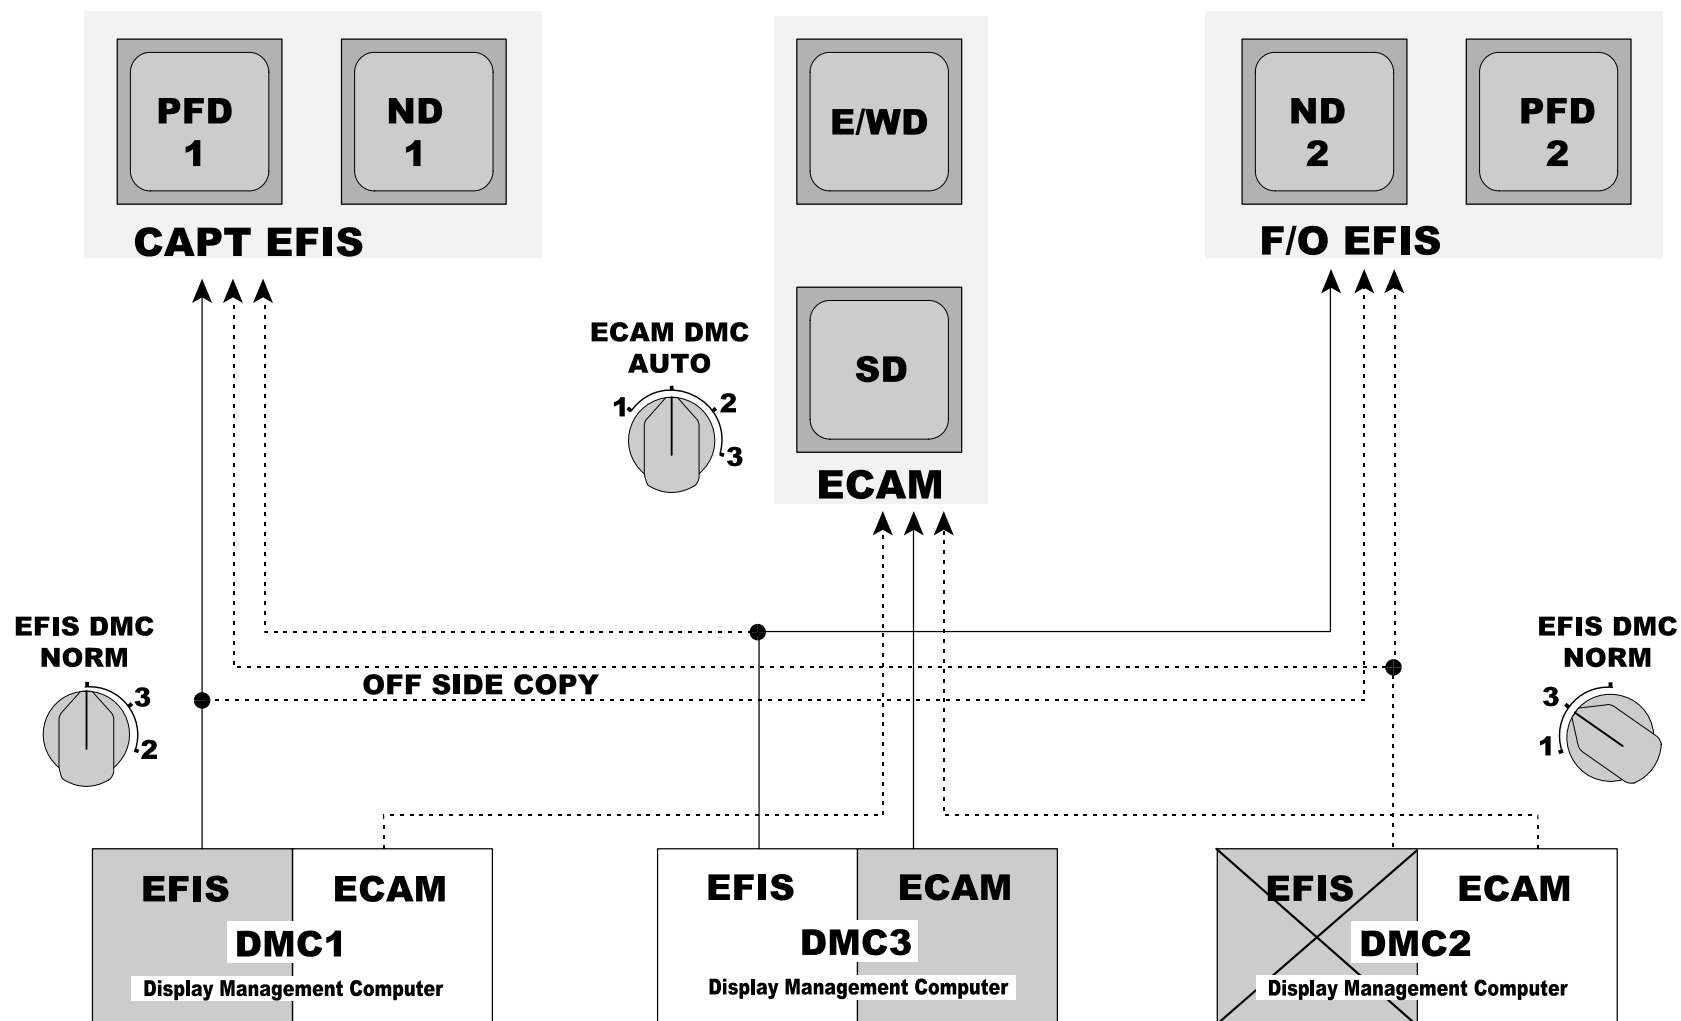 PFD
1
ND
1
CAPT EFIS
E/WD
SD
ECAM
ND
2
PFD
2
F/O EFIS
ECAM DMC
AUTO
1
2
3
EFIS DMC
NORM
3
2
OFF SIDE COPY
EFIS DMC
NORM
3
1
EFIS
ECAM
DMC1
Display Management Computer
EFIS
ECAM
DMC3
Display Management Computer
EFIS
ECAM
DMC2
Display Management Computer